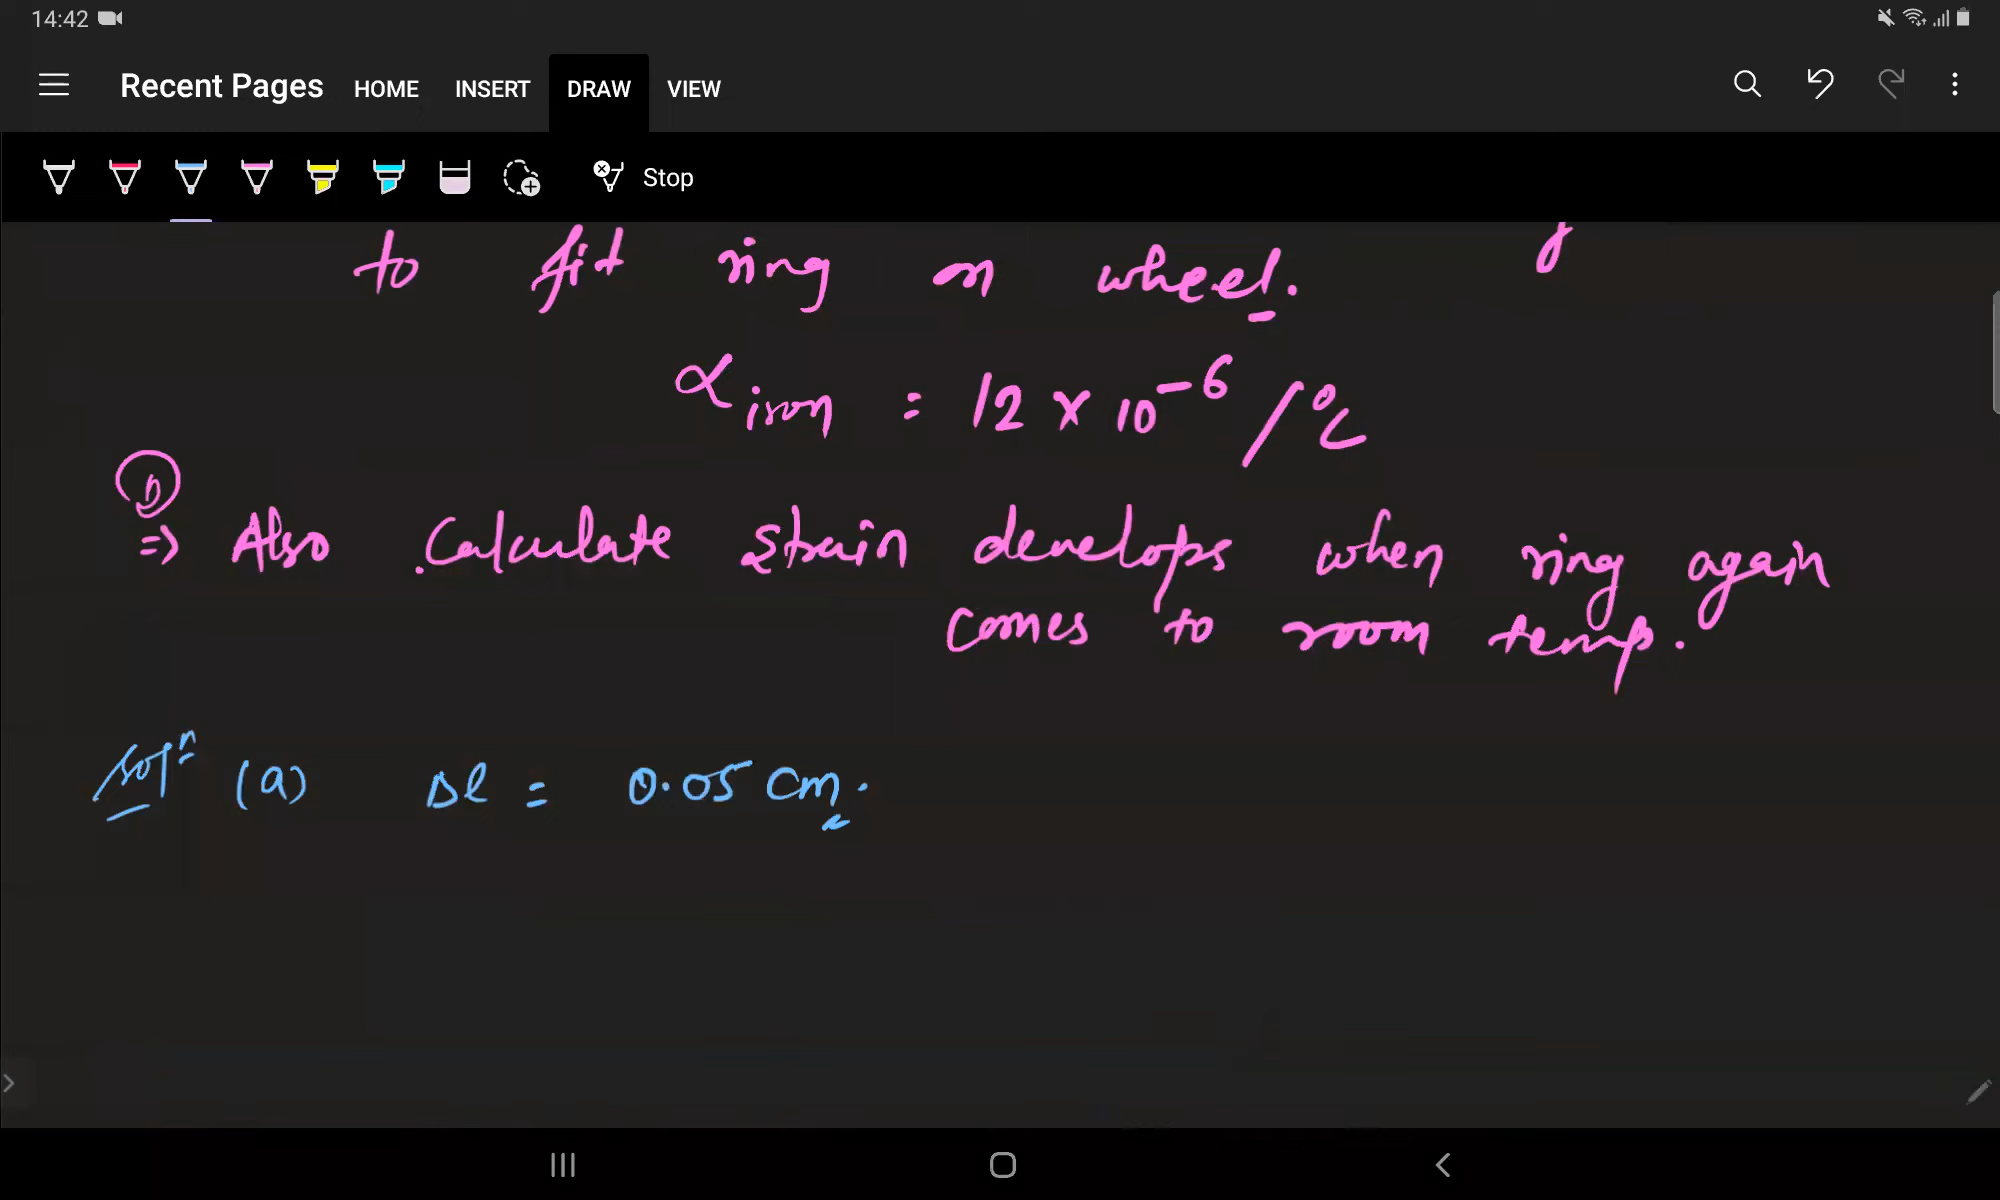 14:42
Recent Pages HOME INSERT DRAW VIEW
Stop
to fit ring on wheel.
α iron = 12 × 10⁻⁶ /°C
b
⇒ Also Calculate strain develops when ring again
comes to room temp.
Solⁿ (a) Δl = 0.05 cm.